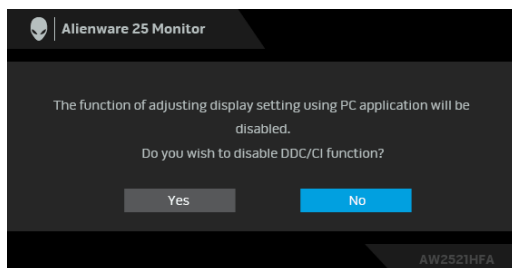 Alienware 25 Monitor
The function of adjusting display setting using PC application will be
disabled.
Do you wish to disable DDC/CI function?
Yes
No
AW2521HFA